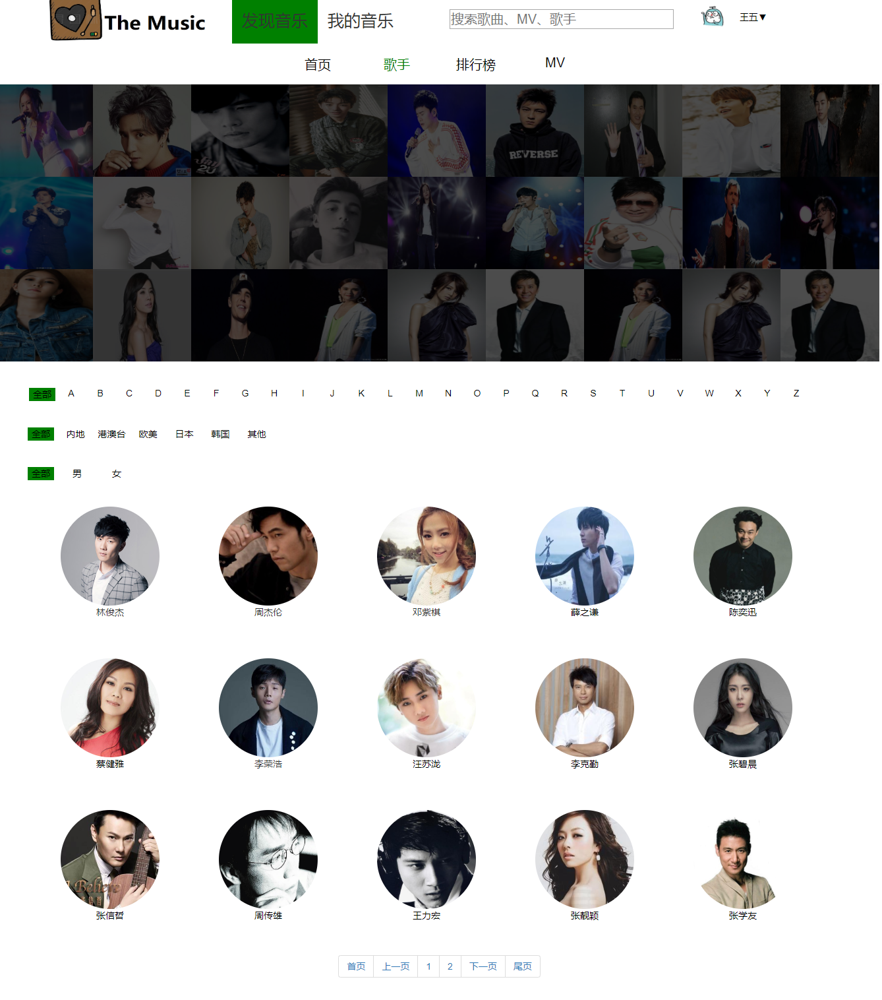 The Music 发现音乐 我的音乐 搜索歌曲、MV、歌手 王五▼
首页 歌手 排行榜 MV
REVERSE
全部 A B C D E F G H I J K L M N O P Q R S T U V W X Y Z
全部 内地 港澳台 欧美 日本 韩国 其他
全部 男 女
林俊杰 周杰伦 邓紫棋 薛之谦 陈奕迅
蔡健雅 李荣浩 汪苏泷 李克勤 张碧晨
Believe
张信哲 周传雄 王力宏 张靓颖 张学友
首页 上一页 1 2 下一页 尾页